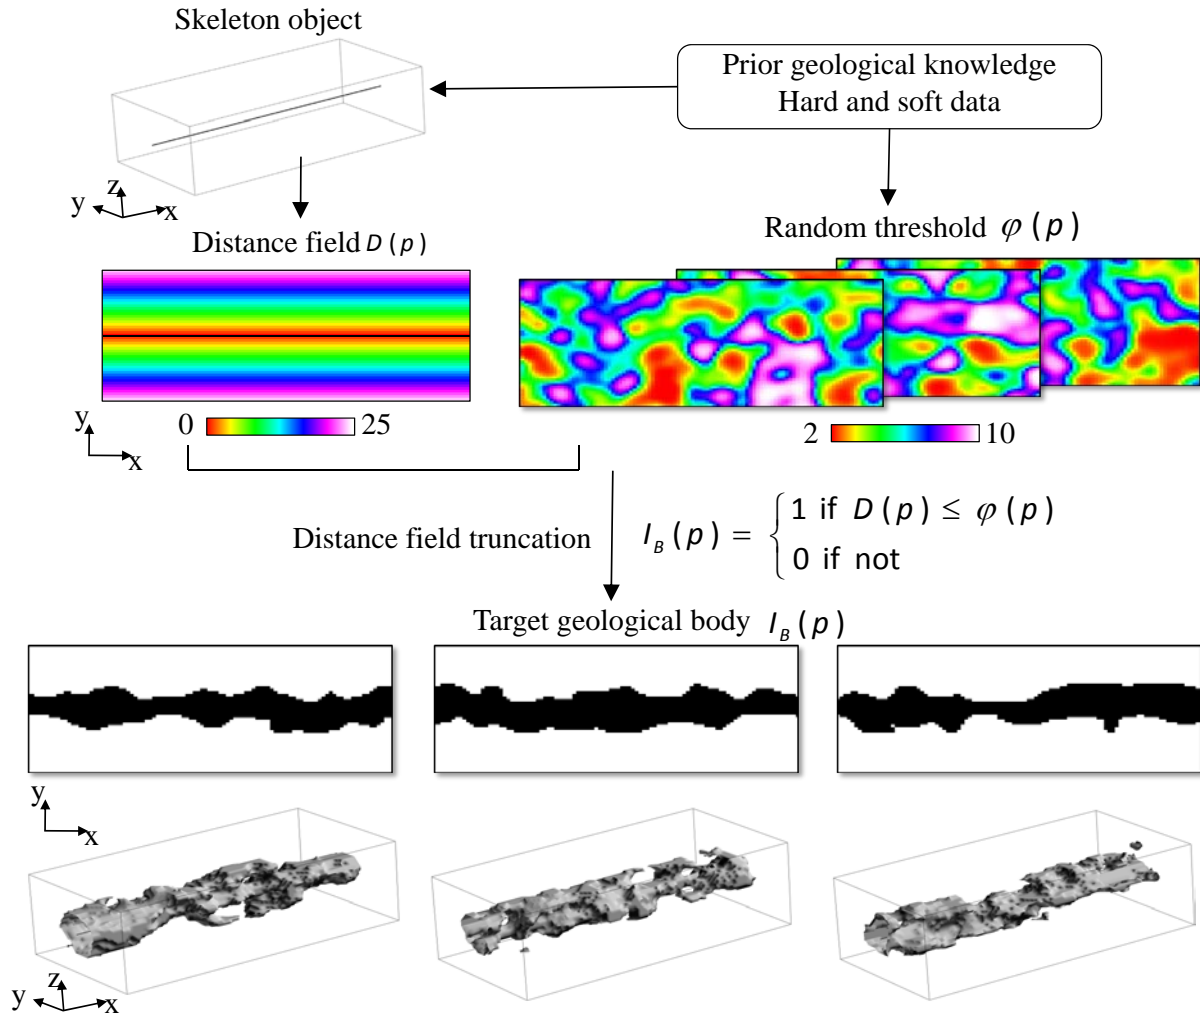 Skeleton object
Prior geological knowledge
Hard and soft data
z
y
x
Distance field D(p)
Random threshold φ(p)
0
25
y
x
2
10
Distance field truncation
I_B(p) = { 1 if D(p) ≤ φ(p)
0 if not
Target geological body I_B(p)
y
x
z
y
x